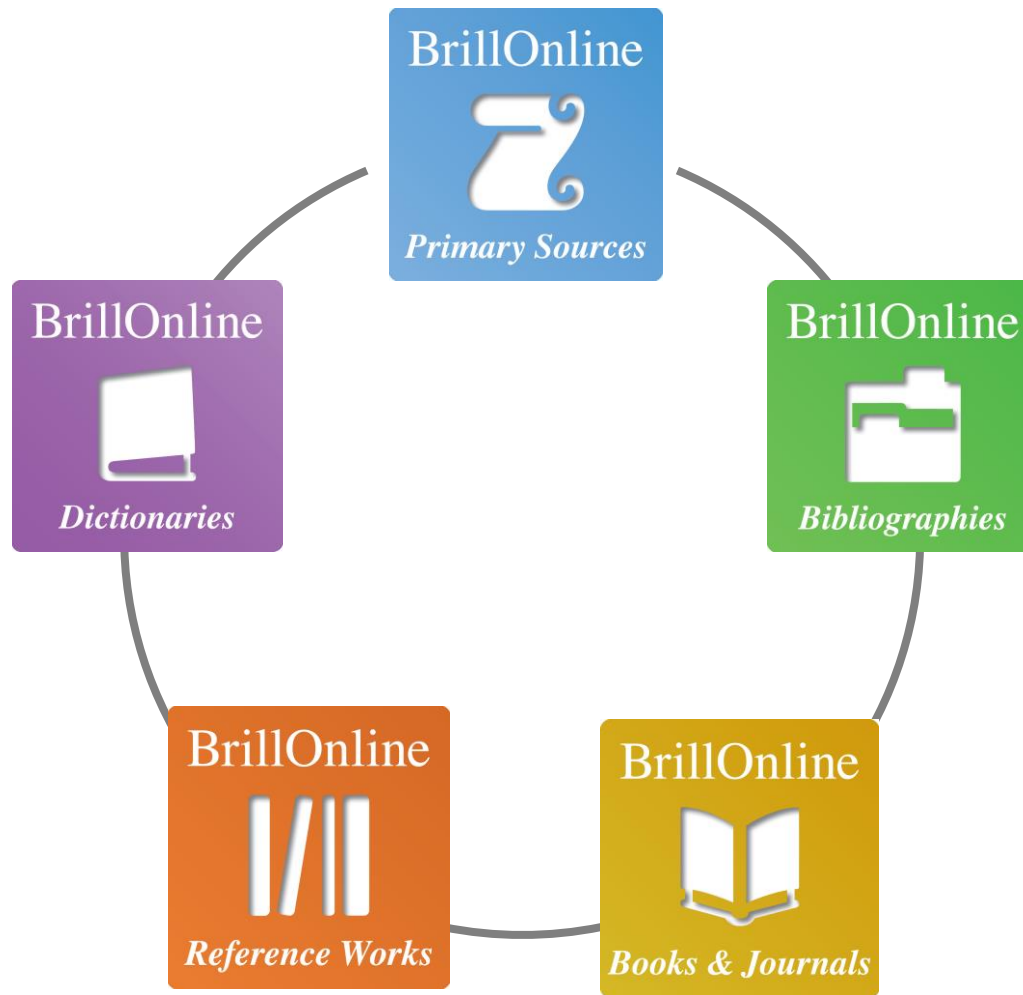 BrillOnline
Primary Sources
BrillOnline
Dictionaries
BrillOnline
Bibliographies
BrillOnline
Reference Works
BrillOnline
Books & Journals